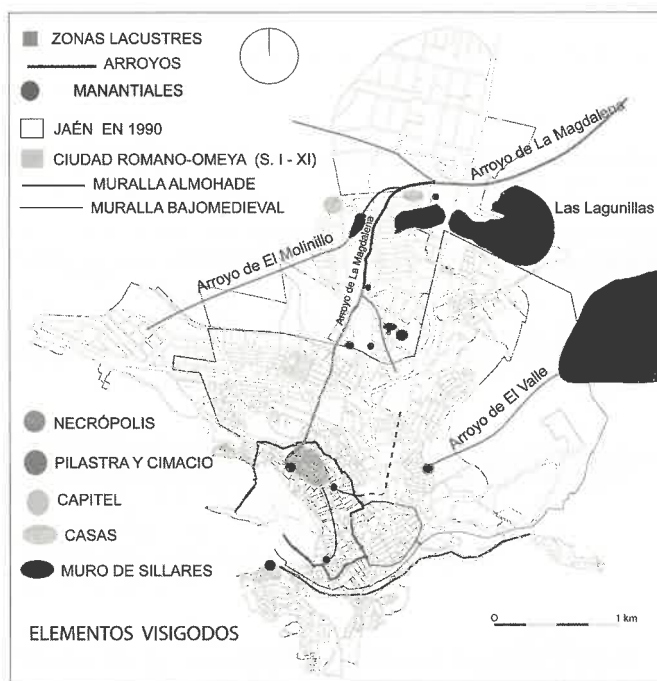 ZONAS LACUSTRES
ARROYOS
MANANTIALES
JAÉN EN 1990
CIUDAD ROMANO-OMEYA (S. I - XI)
MURALLA ALMOHADE
MURALLA BAJOMEDIEVAL
Arroyo de La Magdalena
Las Lagunillas
Arroyo de El Molinillo
Arroyo de La Magdalena
Arroyo de El Valle
NECRÓPOLIS
PILASTRA Y CIMACIO
CAPITEL
CASAS
MURO DE SILLARES
ELEMENTOS VISIGODOS
0 1 km